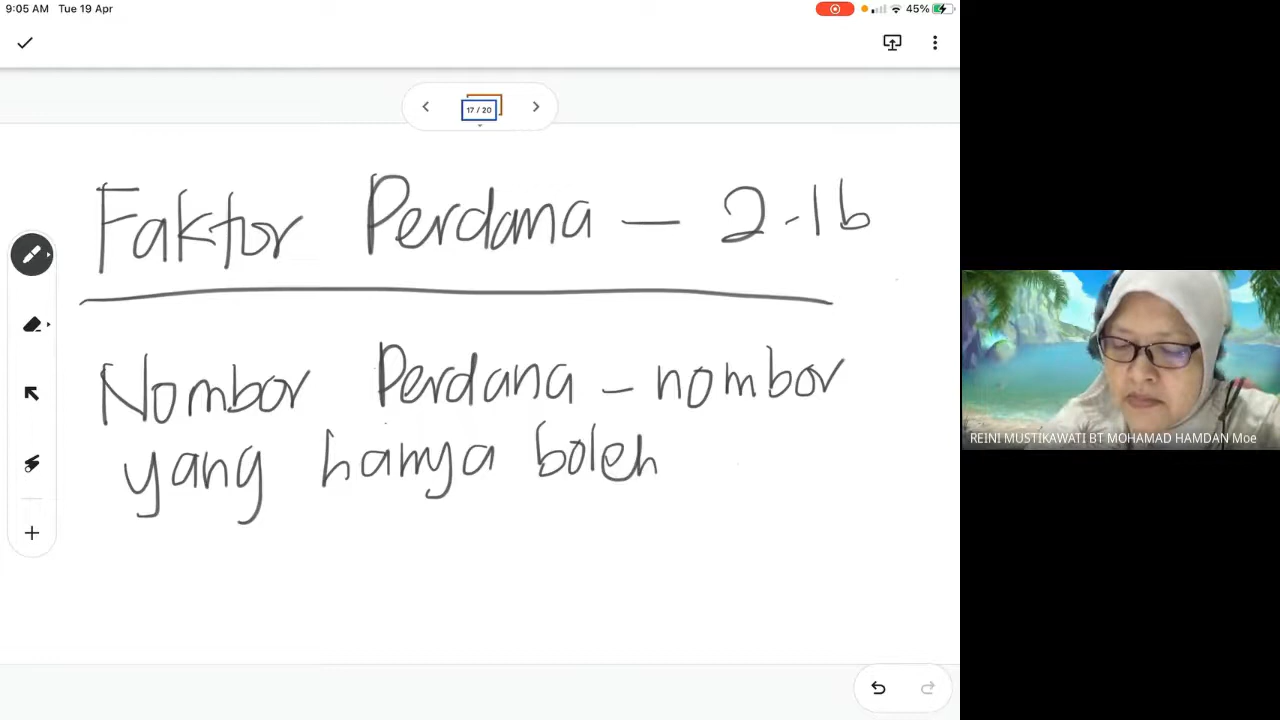 9:05 AM Tue 19 Apr
45%
17 / 20
Faktor Perdana – 2.1b
Nombor Perdana – nombor
yang hanya boleh
REINI MUSTIKAWATI BT MOHAMAD HAMDAN Moe